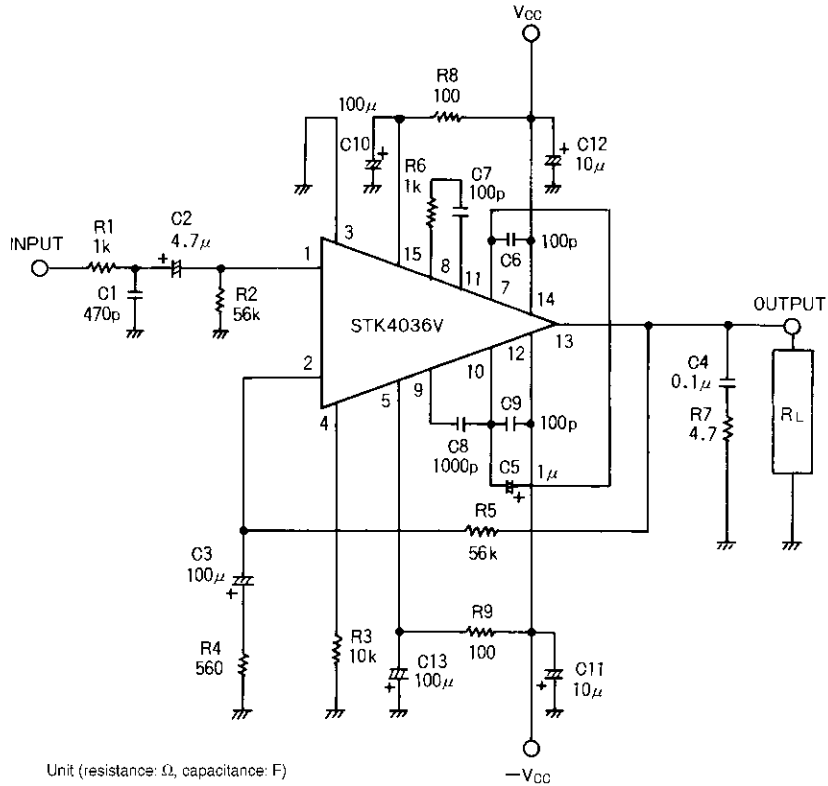 VCC
R8
100
100μ
C10
+
C12
10μ
+
R6
1k
C7
100p
INPUT
R1
1k
C2
4.7μ
+
C1
470p
R2
56k
1
3
15
8
11
7
C6
100p
14
STK4036V
13
OUTPUT
2
4
5
9
10
12
C8
1000p
C9
100p
C5
1μ
+
C4
0.1μ
R7
4.7
RL
R5
56k
C3
100μ
+
R4
560
R3
10k
C13
100μ
+
R9
100
C11
10μ
+
−VCC
Unit (resistance: Ω, capacitance: F)